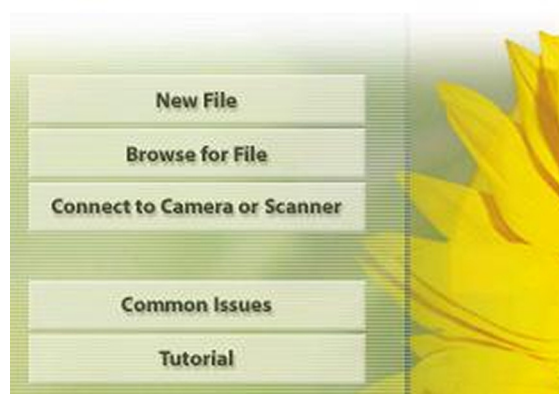 New File
Browse for File
Connect to Camera or Scanner
Common Issues
Tutorial